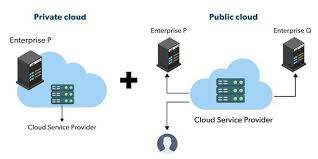 Private cloud
Enterprise P
Cloud Service Provider
Public cloud
Enterprise P
Enterprise Q
Cloud Service Provider